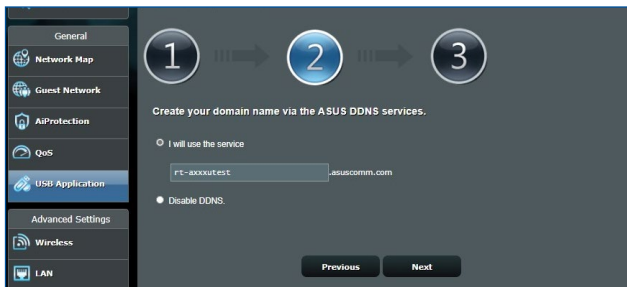 General
Network Map
Guest Network
AiProtection
QoS
USB Application
Advanced Settings
Wireless
LAN
1
2
3
Create your domain name via the ASUS DDNS services.
I will use the service
rt-axxxutest .asuscomm.com
Disable DDNS.
Previous Next